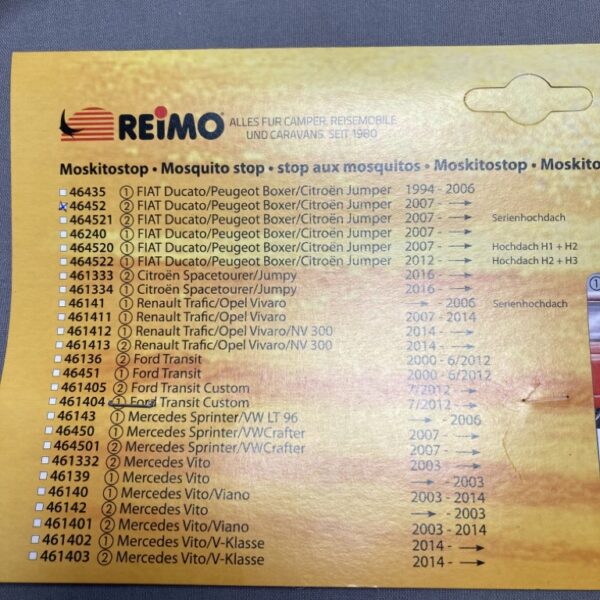 REIMO ALLES FÜR CAMPER, REISEMOBILE
UND CARAVANS. SEIT 1980
Moskitostop • Mosquito stop • stop aux mosquitos • Moskitostop • Moskito
46435 ① FIAT Ducato/Peugeot Boxer/Citroën Jumper 1994 - 2006
46452 ② FIAT Ducato/Peugeot Boxer/Citroën Jumper 2007 - →
464521 ② FIAT Ducato/Peugeot Boxer/Citroën Jumper 2007 - → Serienhochdach
46240 ① FIAT Ducato/Peugeot Boxer/Citroën Jumper 2007 - →
464520 ① FIAT Ducato/Peugeot Boxer/Citroën Jumper 2007 - → Hochdach H1 + H2
464522 ① FIAT Ducato/Peugeot Boxer/Citroën Jumper 2012 - → Hochdach H2 + H3
461333 ② Citroën Spacetourer/Jumpy 2016 - →
461334 ① Citroën Spacetourer/Jumpy 2016 - →
46141 ① Renault Trafic/Opel Vivaro → - 2006 Serienhochdach
461411 ① Renault Trafic/Opel Vivaro 2007 - 2014
461412 ① Renault Trafic/Opel Vivaro/NV 300 2014 - →
461413 ② Renault Trafic/Opel Vivaro/NV 300 2014 - →
46136 ② Ford Transit 2000 - 6/2012
46451 ① Ford Transit 2000 - 6/2012
461405 ② Ford Transit Custom 7/2012 - →
461404 ① Ford Transit Custom 7/2012 - →
46143 ① Mercedes Sprinter/VW LT 96 → - 2006
46450 ① Mercedes Sprinter/VWCrafter 2007 - →
464501 ② Mercedes Sprinter/VWCrafter 2007 - →
461332 ② Mercedes Vito 2003 - →
46139 ① Mercedes Vito → - 2003
46140 ① Mercedes Vito/Viano 2003 - 2014
46142 ② Mercedes Vito → - 2003
461401 ② Mercedes Vito/Viano 2003 - 2014
461402 ① Mercedes Vito/V-Klasse 2014 - →
461403 ② Mercedes Vito/V-Klasse 2014 - →
①